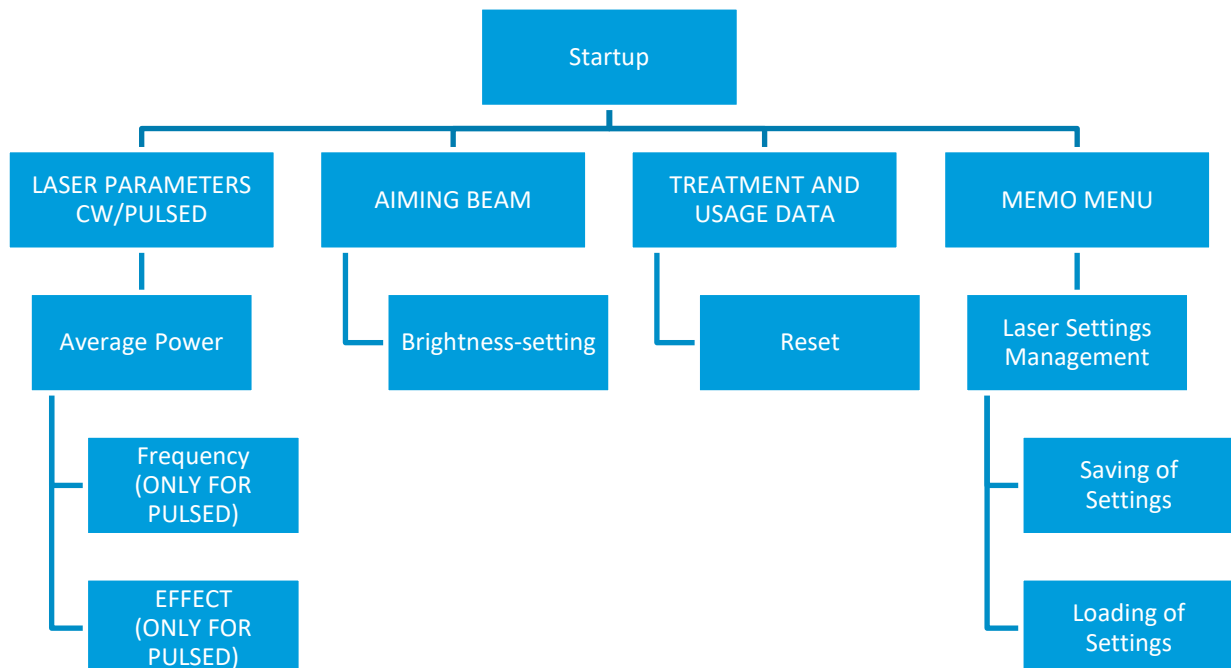 Startup
LASER PARAMETERS
CW/PULSED
AIMING BEAM
TREATMENT AND
USAGE DATA
MEMO MENU
Average Power
Brightness-setting
Reset
Laser Settings
Management
Frequency
(ONLY FOR
PULSED)
Saving of
Settings
EFFECT
(ONLY FOR
PULSED)
Loading of
Settings